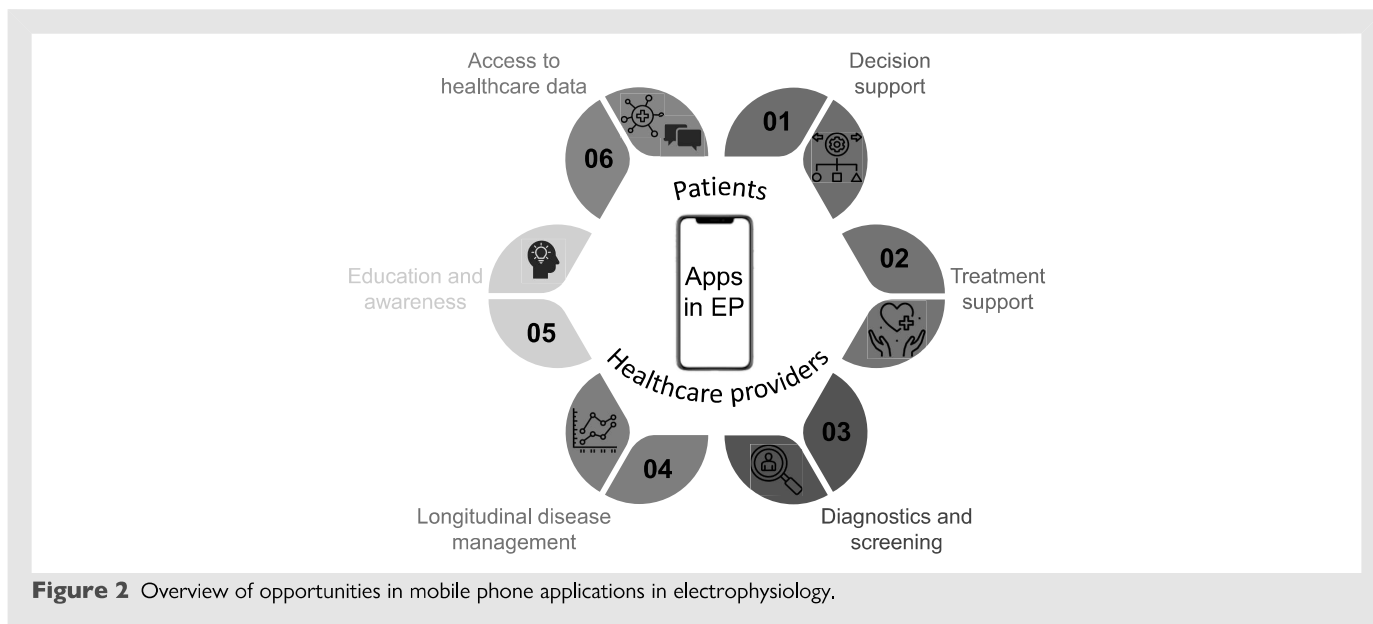 Access to
healthcare data
Decision
support
01
06
Patients
02
Education and
awareness
Apps
in EP
Treatment
support
05
Healthcare providers
03
04
Longitudinal disease
management
Diagnostics and
screening
Figure 2 Overview of opportunities in mobile phone applications in electrophysiology.